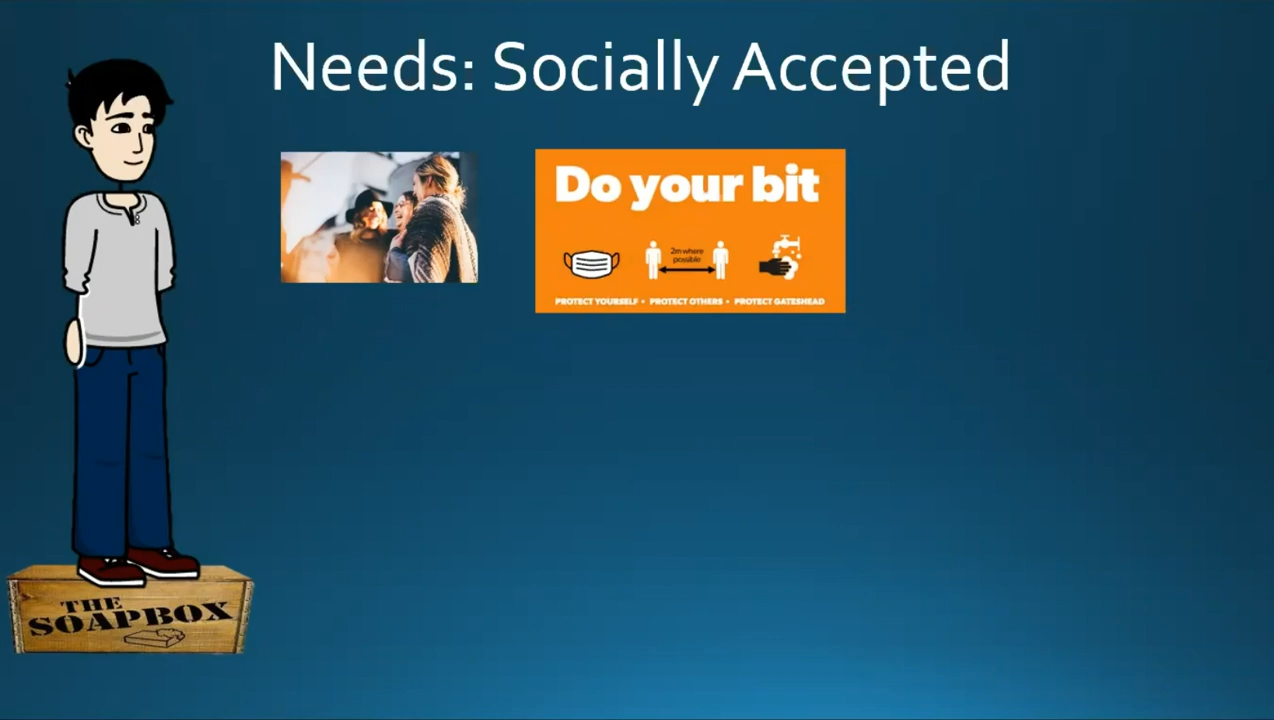 Needs: Socially Accepted
Do your bit
2m where
possible
PROTECT YOURSELF • PROTECT OTHERS • PROTECT GATESHEAD
THE
SOAPBOX